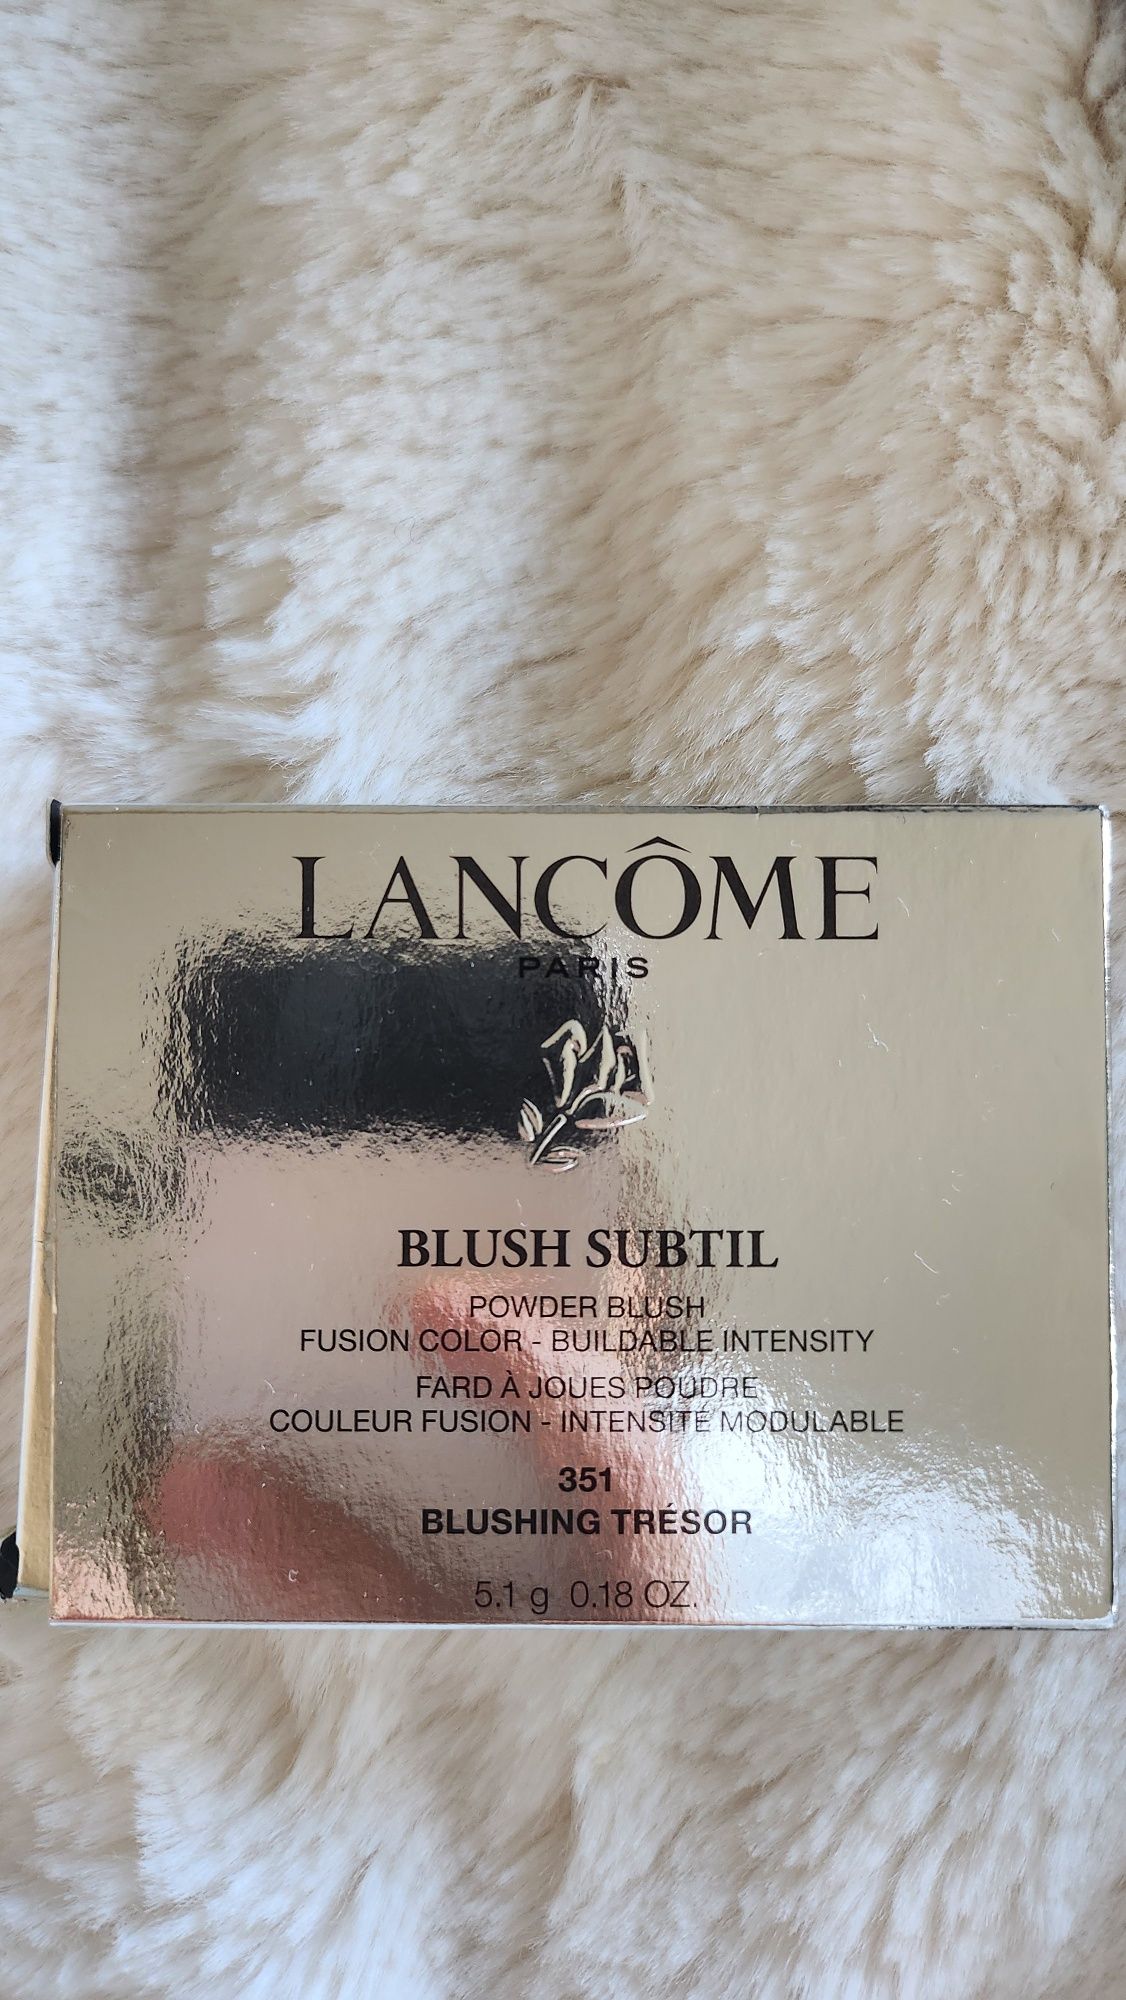 LANCÔME
PARIS
BLUSH SUBTIL
POWDER BLUSH
FUSION COLOR - BUILDABLE INTENSITY
FARD À JOUES POUDRE
COULEUR FUSION - INTENSITÉ MODULABLE
351
BLUSHING TRÉSOR
5.1 g 0.18 OZ.